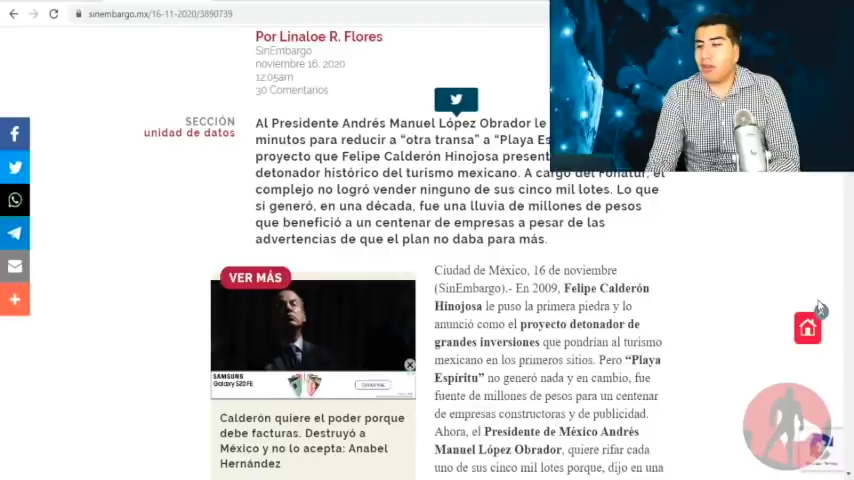 sinembargo.mx/16-11-2020/3890739
Por Linaloe R. Flores
SinEmbargo
noviembre 16, 2020
12:05am
30 Comentarios
SECCIÓN
unidad de datos
Al Presidente Andrés Manuel López Obrador le
minutos para reducir a “otra transa” a “Playa Es
proyecto que Felipe Calderón Hinojosa present
detonador histórico del turismo mexicano. A cargo del Fonatur, el
complejo no logró vender ninguno de sus cinco mil lotes. Lo que
sí generó, en una década, fue una lluvia de millones de pesos
que benefició a un centenar de empresas a pesar de las
advertencias de que el plan no daba para más.
VER MÁS
SAMSUNG
Galaxy S20 FE
Calderón quiere el poder porque
debe facturas. Destruyó a
México y no lo acepta: Anabel
Hernández
Ciudad de México, 16 de noviembre
(SinEmbargo).- En 2009, Felipe Calderón
Hinojosa le puso la primera piedra y lo
anunció como el proyecto detonador de
grandes inversiones que pondrían al turismo
mexicano en los primeros sitios. Pero “Playa
Espíritu” no generó nada y en cambio, fue
fuente de millones de pesos para un centenar
de empresas constructoras y de publicidad.
Ahora, el Presidente de México Andrés
Manuel López Obrador, quiere rifar cada
uno de sus cinco mil lotes porque, dijo en una